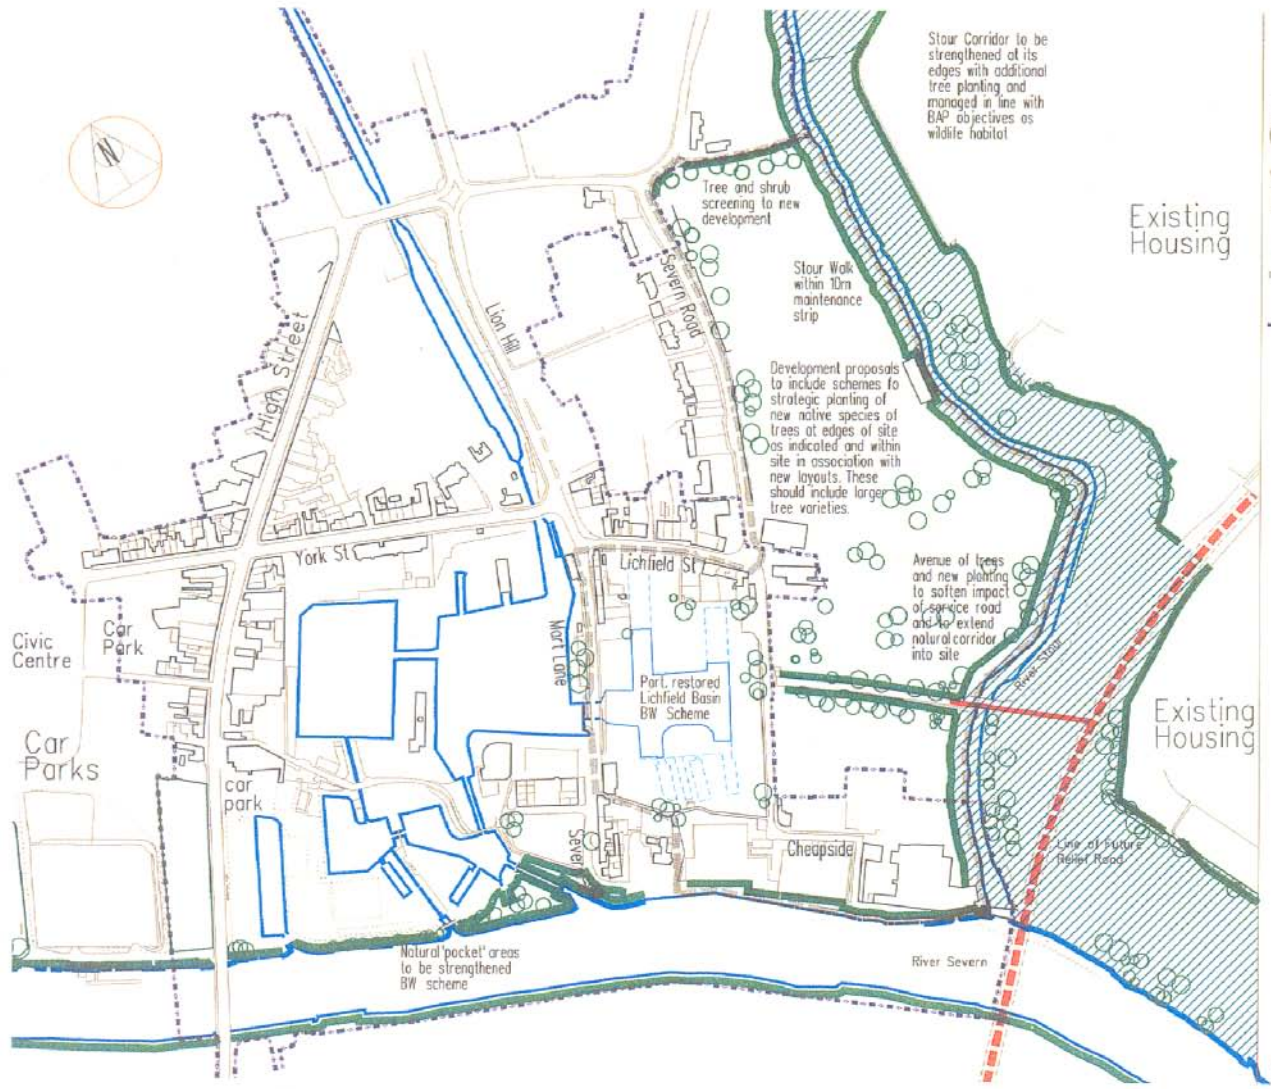 Stour Corridor to be
strengthened at its
edges with additional
tree planting and
managed in line with
BAP objectives as
wildlife habitat
N
Existing
Housing
Tree and shrub
screening to new
development
Stour Walk
within 10m
maintenance
strip
Severn Road
Lion Hill
High Street
Development proposals
to include schemes fo
strategic planting of
new native species of
trees at edges of site
as indicated and within
site in association with
new layouts. These
should include larger
tree varieties.
York St
Lichfield St
Avenue of trees
and new planting
to soften impact
of service road
and to extend
natural corridor
into site
Civic
Centre
Car
Park
Mart Lane
Port. restored
Lichfield Basin
BW Scheme
River Stour
Existing
Housing
Car
Parks
car
park
Severn
Cheapside
Line of Future
Relief Road
Natural 'pocket' areas
to be strengthened
BW scheme
River Severn